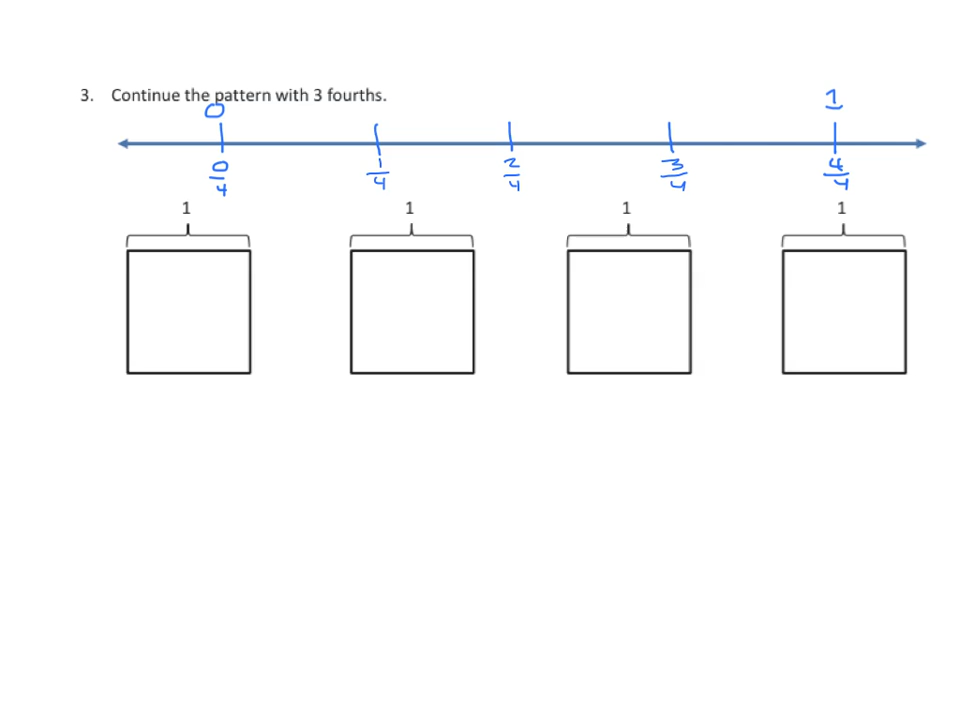 3. Continue the pattern with 3 fourths.
0 1
0/4 1/4 2/4 3/4 4/4
1 1 1 1